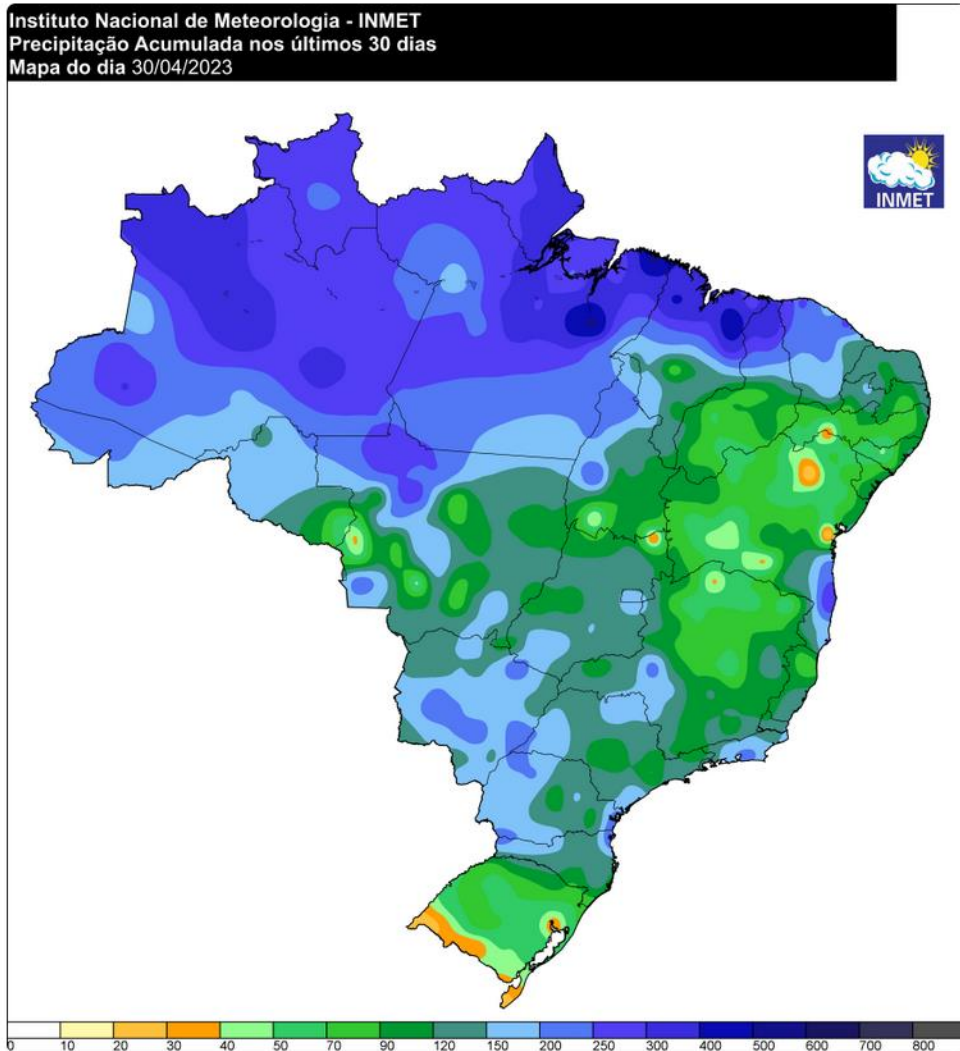 Instituto Nacional de Meteorologia - INMET
Precipitação Acumulada nos últimos 30 dias
Mapa do dia 30/04/2023
INMET
0 10 20 30 40 50 70 90 120 150 200 250 300 400 500 600 700 800